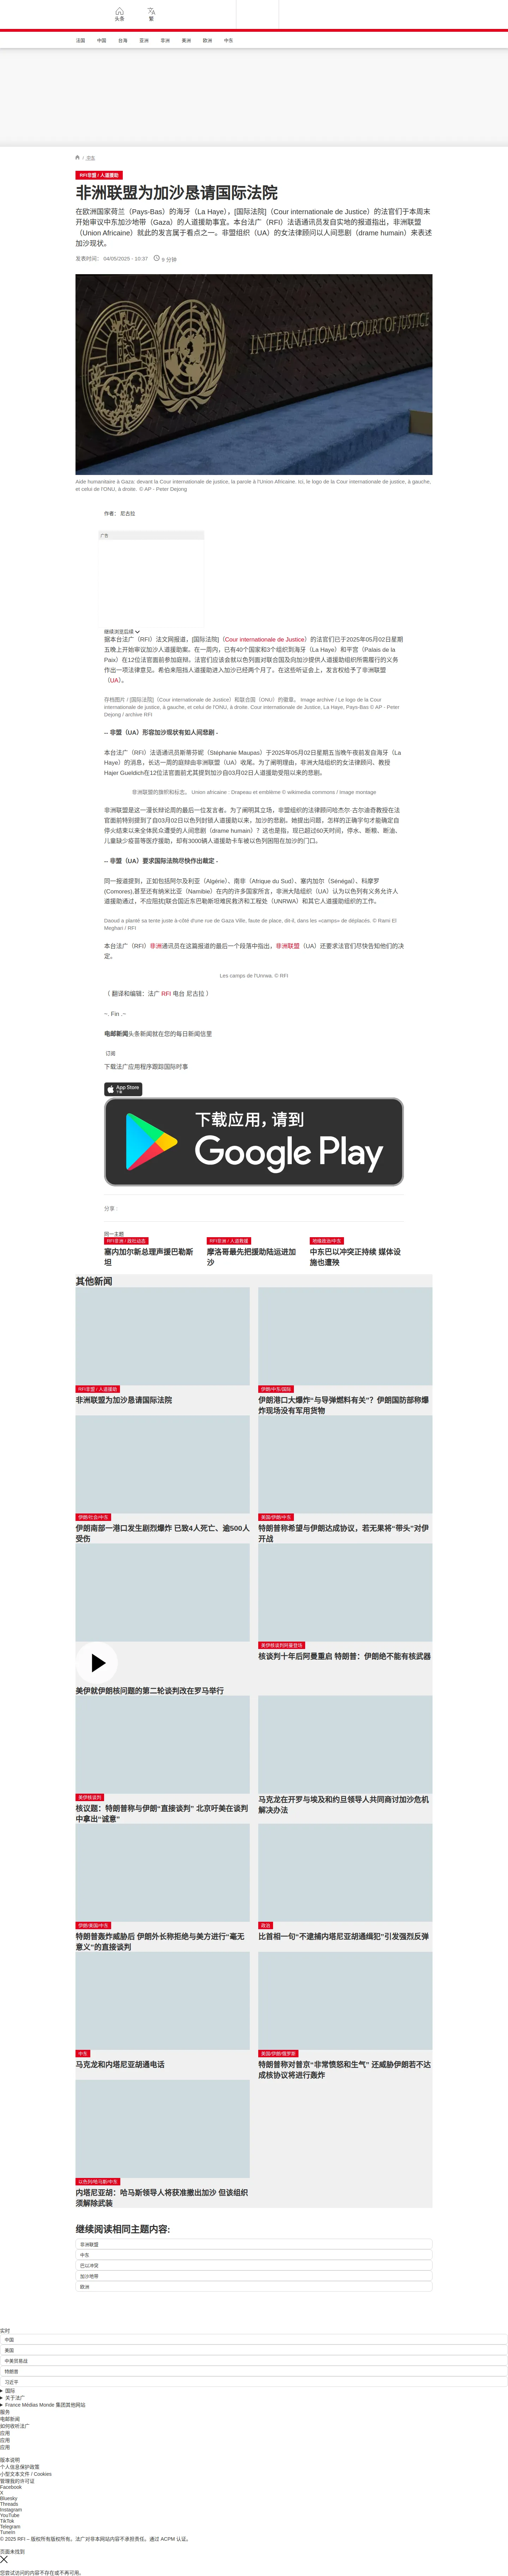 头条
繁
法国
中国
台海
亚洲
非洲
美洲
欧洲
中东
/ 中东
RFI非盟 / 人道援助
非洲联盟为加沙恳请国际法院
在欧洲国家荷兰（Pays-Bas）的海牙（La Haye），[国际法院]（Cour internationale de Justice）的法官们于本周末
开始审议中东加沙地带（Gaza）的人道援助事宜。本台法广（RFI）法语通讯员发自实地的报道指出，非洲联盟
（Union Africaine）就此的发言属于看点之一。非盟组织（UA）的女法律顾问以人间悲剧（drame humain）来表述
加沙现状。
发表时间： 04/05/2025 - 10:37
9 分钟
INTERNATIONAL COURT OF JUSTICE
Aide humanitaire à Gaza: devant la Cour internationale de justice, la parole à l'Union Africaine. Ici, le logo de la Cour internationale de justice, à gauche,
et celui de l'ONU, à droite. © AP - Peter Dejong
作者： 尼古拉
广告
继续浏览后续
据本台法广（RFI）法文网报道，[国际法院]（Cour internationale de Justice）的法官们已于2025年05月02日星期
五晚上开始审议加沙人道援助案。在一周内，已有40个国家和3个组织到海牙（La Haye）和平宫（Palais de la
Paix）在12位法官面前参加庭辩。法官们应该会就以色列面对联合国及向加沙提供人道援助组织所需履行的义务
作出一项法律意见。希伯来阻挡人道援助进入加沙已经两个月了。在这些听证会上，发言权给予了非洲联盟
（UA）。
存档图片 / [国际法院]（Cour internationale de Justice）和联合国（ONU）的徽章。 Image archive / Le logo de la Cour
internationale de justice, à gauche, et celui de l'ONU, à droite. Cour internationale de Justice, La Haye, Pays-Bas © AP - Peter
Dejong / archive RFI
-- 非盟（UA）形容加沙现状有如人间悲剧 -
本台法广（RFI）法语通讯员斯蒂芬妮（Stéphanie Maupas）于2025年05月02日星期五当晚午夜前发自海牙（La
Haye）的消息，长达一周的庭辩由非洲联盟（UA）收尾。为了阐明理由，非洲大陆组织的女法律顾问、教授
Hajer Gueldich在12位法官面前尤其提到加沙自03月02日人道援助受阻以来的悲剧。
非洲联盟的旗帜和标志。 Union africaine : Drapeau et emblème © wikimedia commons / Image montage
非洲联盟是这一漫长辩论周的最后一位发言者。为了阐明其立场，非盟组织的法律顾问哈杰尔·古尔迪奇教授在法
官面前特别提到了自03月02日以色列封锁人道援助以来，加沙的悲剧。她提出问题，怎样的正确字句才能确定自
停火结束以来全体民众遭受的人间悲剧（drame humain）？这也是指，现已超过60天时间，停水、断粮、断油、
儿童缺少疫苗等医疗援助，却有3000辆人道援助卡车被以色列困阻在加沙的门口。
-- 非盟（UA）要求国际法院尽快作出裁定 -
同一报道提到，正如包括阿尔及利亚（Algérie）、南非（Afrique du Sud）、塞内加尔（Sénégal）、科摩罗
(Comores),甚至还有纳米比亚（Namibie）在内的许多国家所言，非洲大陆组织（UA）认为以色列有义务允许人
道援助通过，不应阻扰]联合国近东巴勒斯坦难民救济和工程处（UNRWA）和其它人道援助组织的工作。
Daoud a planté sa tente juste à-côté d'une rue de Gaza Ville, faute de place, dit-il, dans les «camps» de déplacés. © Rami El
Meghari / RFI
本台法广（RFI）非洲通讯员在这篇报道的最后一个段落中指出，非洲联盟（UA）还要求法官们尽快告知他们的决
定。
Les camps de l'Unrwa. © RFI
（ 翻译和编辑：法广 RFI 电台 尼古拉 ）
~. Fin .~
电邮新闻头条新闻就在您的每日新闻信里
订阅
下载法广应用程序跟踪国际时事
App Store
下载应用，请到
Google Play
分享 :
同一主题
RFI非洲 / 政社动态
塞内加尔新总理声援巴勒斯
坦
RFI非洲 / 人道救援
摩洛哥最先把援助陆运进加
沙
地缘政治/中东
中东巴以冲突正持续 媒体设
施也遭殃
其他新闻
RFI非盟 / 人道援助
非洲联盟为加沙恳请国际法院
伊朗/中东/国际
伊朗港口大爆炸"与导弹燃料有关"？伊朗国防部称爆
炸现场没有军用货物
伊朗/社会/中东
伊朗南部一港口发生剧烈爆炸 已致4人死亡、逾500人
受伤
美国/伊朗/中东
特朗普称希望与伊朗达成协议，若无果将"带头"对伊
开战
美伊就伊朗核问题的第二轮谈判改在罗马举行
美伊核谈判阿曼登场
核谈判十年后阿曼重启 特朗普：伊朗绝不能有核武器
美伊核谈判
核议题：特朗普称与伊朗"直接谈判" 北京吁美在谈判
中拿出"诚意"
马克龙在开罗与埃及和约旦领导人共同商讨加沙危机
解决办法
伊朗/美国/中东
特朗普轰炸威胁后 伊朗外长称拒绝与美方进行"毫无
意义"的直接谈判
政治
比首相一句"不逮捕内塔尼亚胡通缉犯"引发强烈反弹
中东
马克龙和内塔尼亚胡通电话
美国/伊朗/俄罗斯
特朗普称对普京"非常愤怒和生气" 还威胁伊朗若不达
成核协议将进行轰炸
以色列/哈马斯/中东
内塔尼亚胡：哈马斯领导人将获准撤出加沙 但该组织
须解除武装
继续阅读相同主题内容:
非洲联盟
中东
巴以冲突
加沙地带
欧洲
实时
中国
美国
中美贸易战
特朗普
习近平
国际
关于法广
France Médias Monde 集团其他网站
服务
电邮新闻
如何收听法广
应用
应用
应用
版本说明
个人信息保护政策
小型文本文件 / Cookies
管理我的许可证
Facebook
X
Bluesky
Threads
Instagram
YouTube
TikTok
Telegram
TuneIn
© 2025 RFI – 版权所有版权所有。法广对非本网站内容不承担责任。通过 ACPM 认证。
页面未找到
您尝试访问的内容不存在或不再可用。